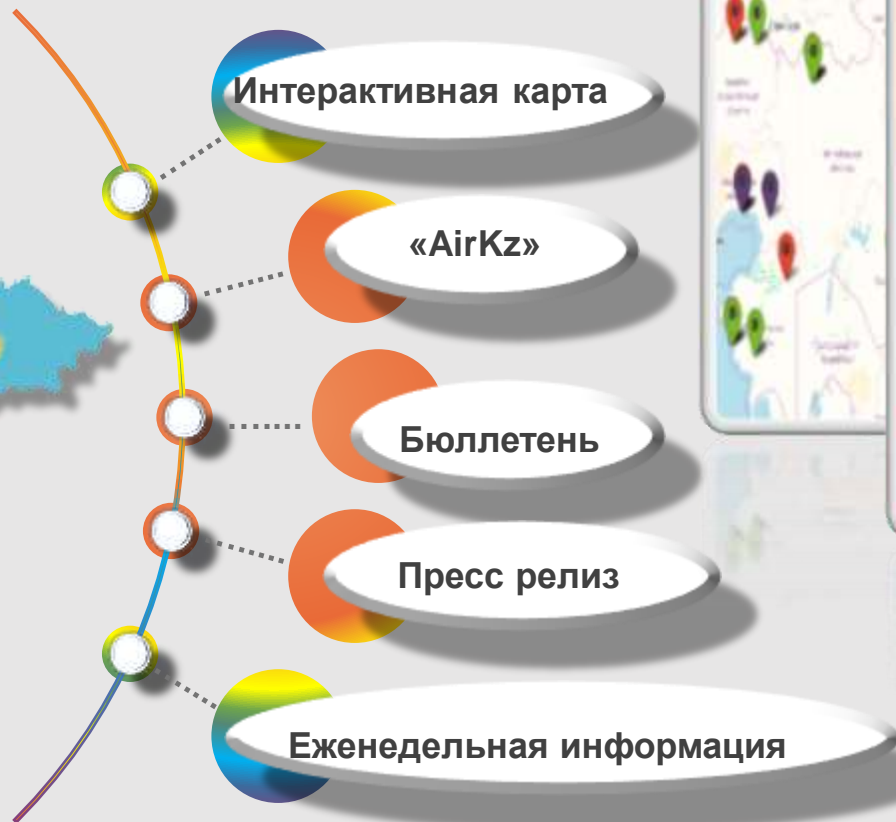 Интерактивная карта
«AirKz»
Бюллетень
Пресс релиз
Еженедельная информация